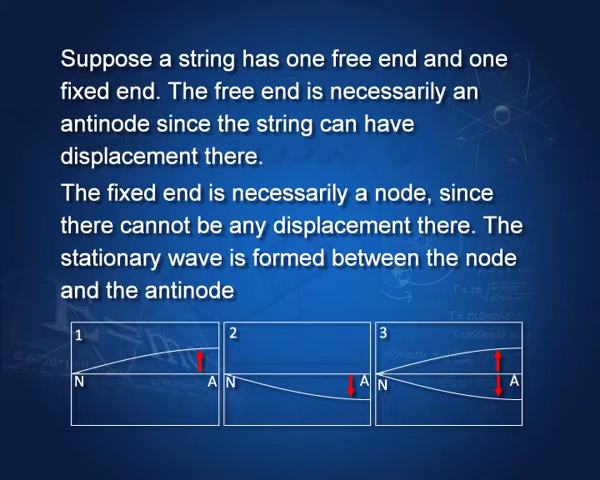 Suppose a string has one free end and one
fixed end. The free end is necessarily an
antinode since the string can have
displacement there.
The fixed end is necessarily a node, since
there cannot be any displacement there. The
stationary wave is formed between the node
and the antinode
1
2
3
N
A
N
A
N
A